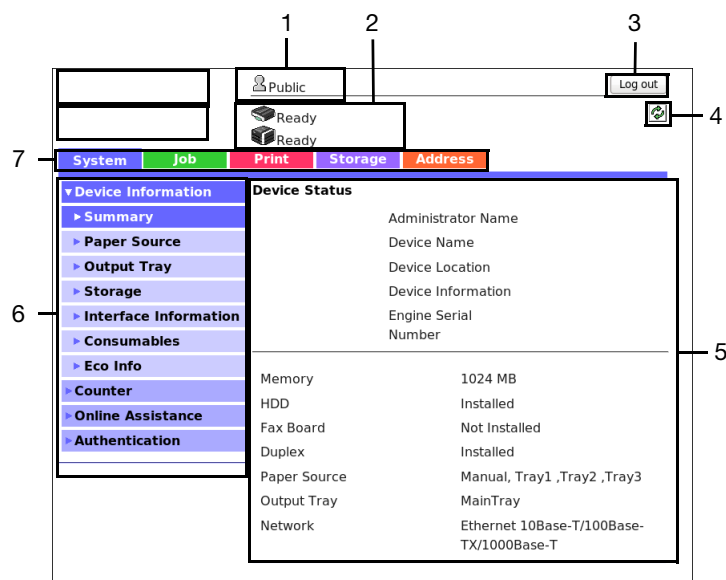 1
2
3
Public
Log out
Ready
4
Ready
7
System Job Print Storage Address
Device Information
Summary
Paper Source
Output Tray
Storage
Interface Information
Consumables
Eco Info
Counter
Online Assistance
Authentication
6
Device Status
Administrator Name
Device Name
Device Location
Device Information
Engine Serial
Number
5
Memory 1024 MB
HDD Installed
Fax Board Not Installed
Duplex Installed
Paper Source Manual, Tray1 ,Tray2 ,Tray3
Output Tray MainTray
Network Ethernet 10Base-T/100Base-
TX/1000Base-T